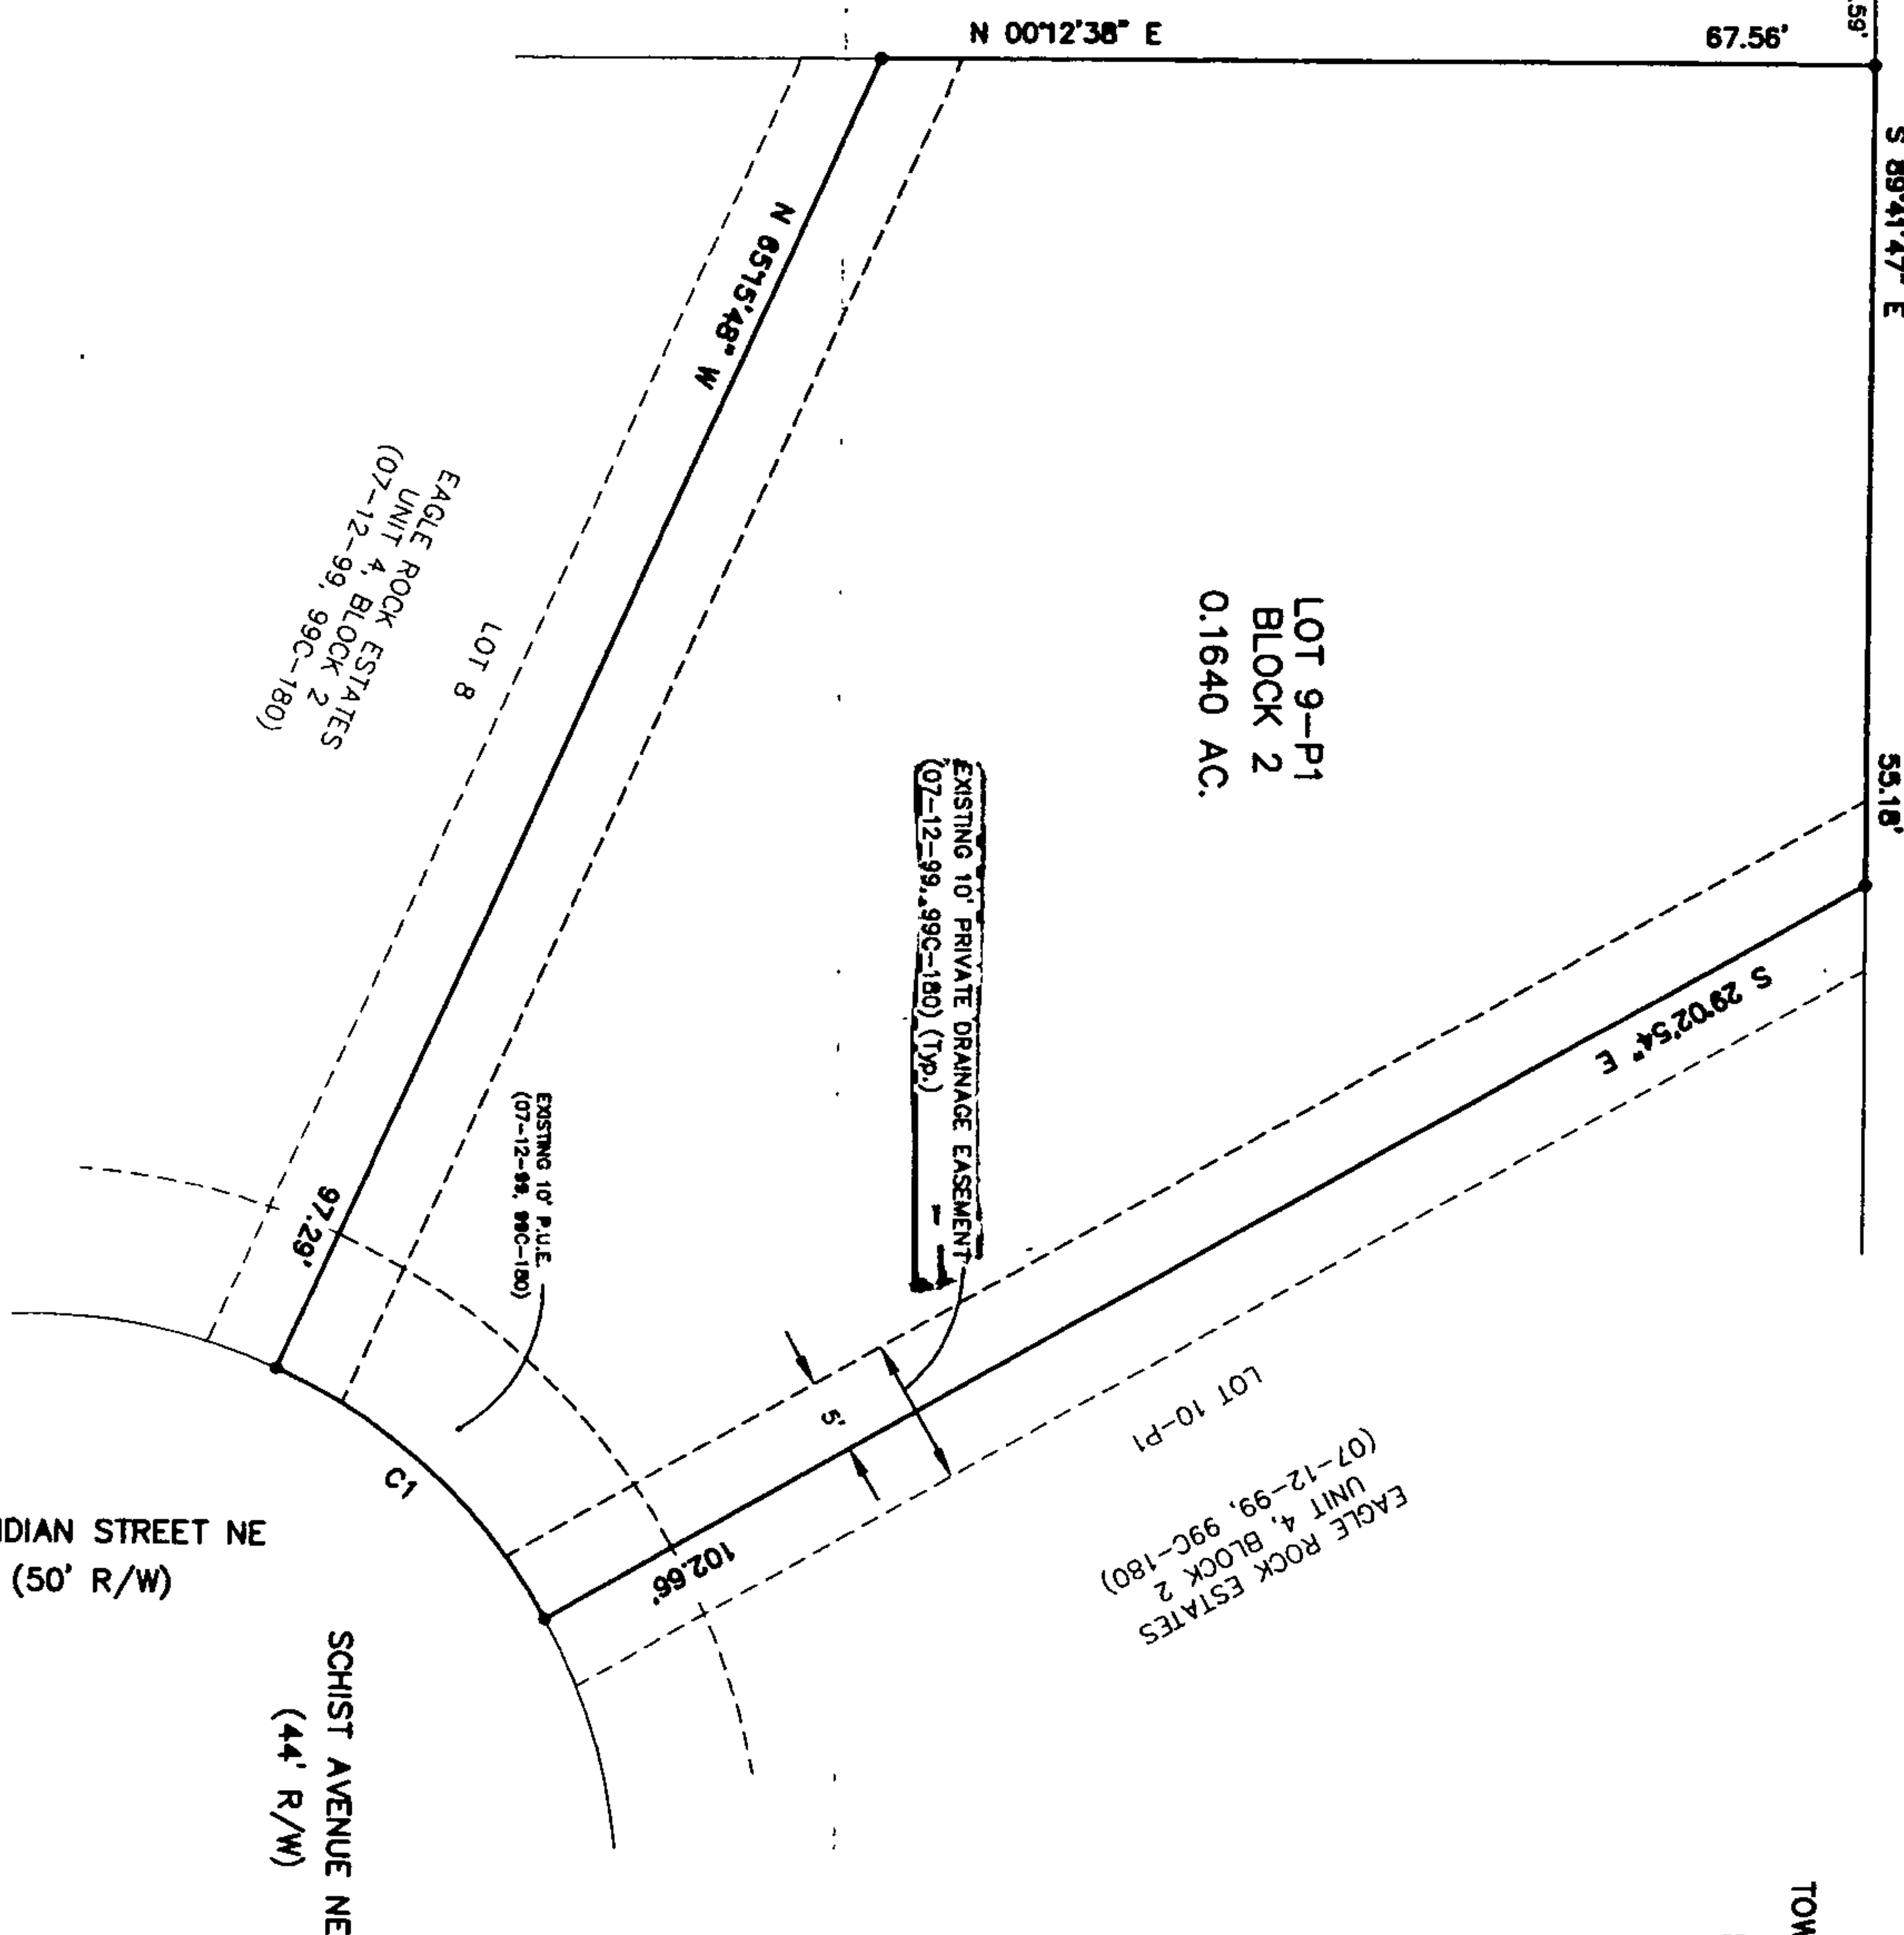 N 00°12'38" E
67.56'
.59'
S 89°41'47" E
55.18'
N 65°15'48" W
97.29'
EAGLE ROCK ESTATES
UNIT 4, BLOCK 2
(07-12-99, 99C-180)
LOT 8
LOT 9-P1
BLOCK 2
0.1640 AC.
EXISTING 10' PRIVATE DRAINAGE EASEMENT
(07-12-99, 99C-180) (Typ.)
EXISTING 10' P.U.E.
(07-12-99, 99C-180)
S 29°02'54" E
102.66'
5'
LOT 10-P1
EAGLE ROCK ESTATES
UNIT 4, BLOCK 2
(07-12-99, 99C-180)
C1
DIAN STREET NE
(50' R/W)
SCHIST AVENUE NE
(44' R/W)
TOW